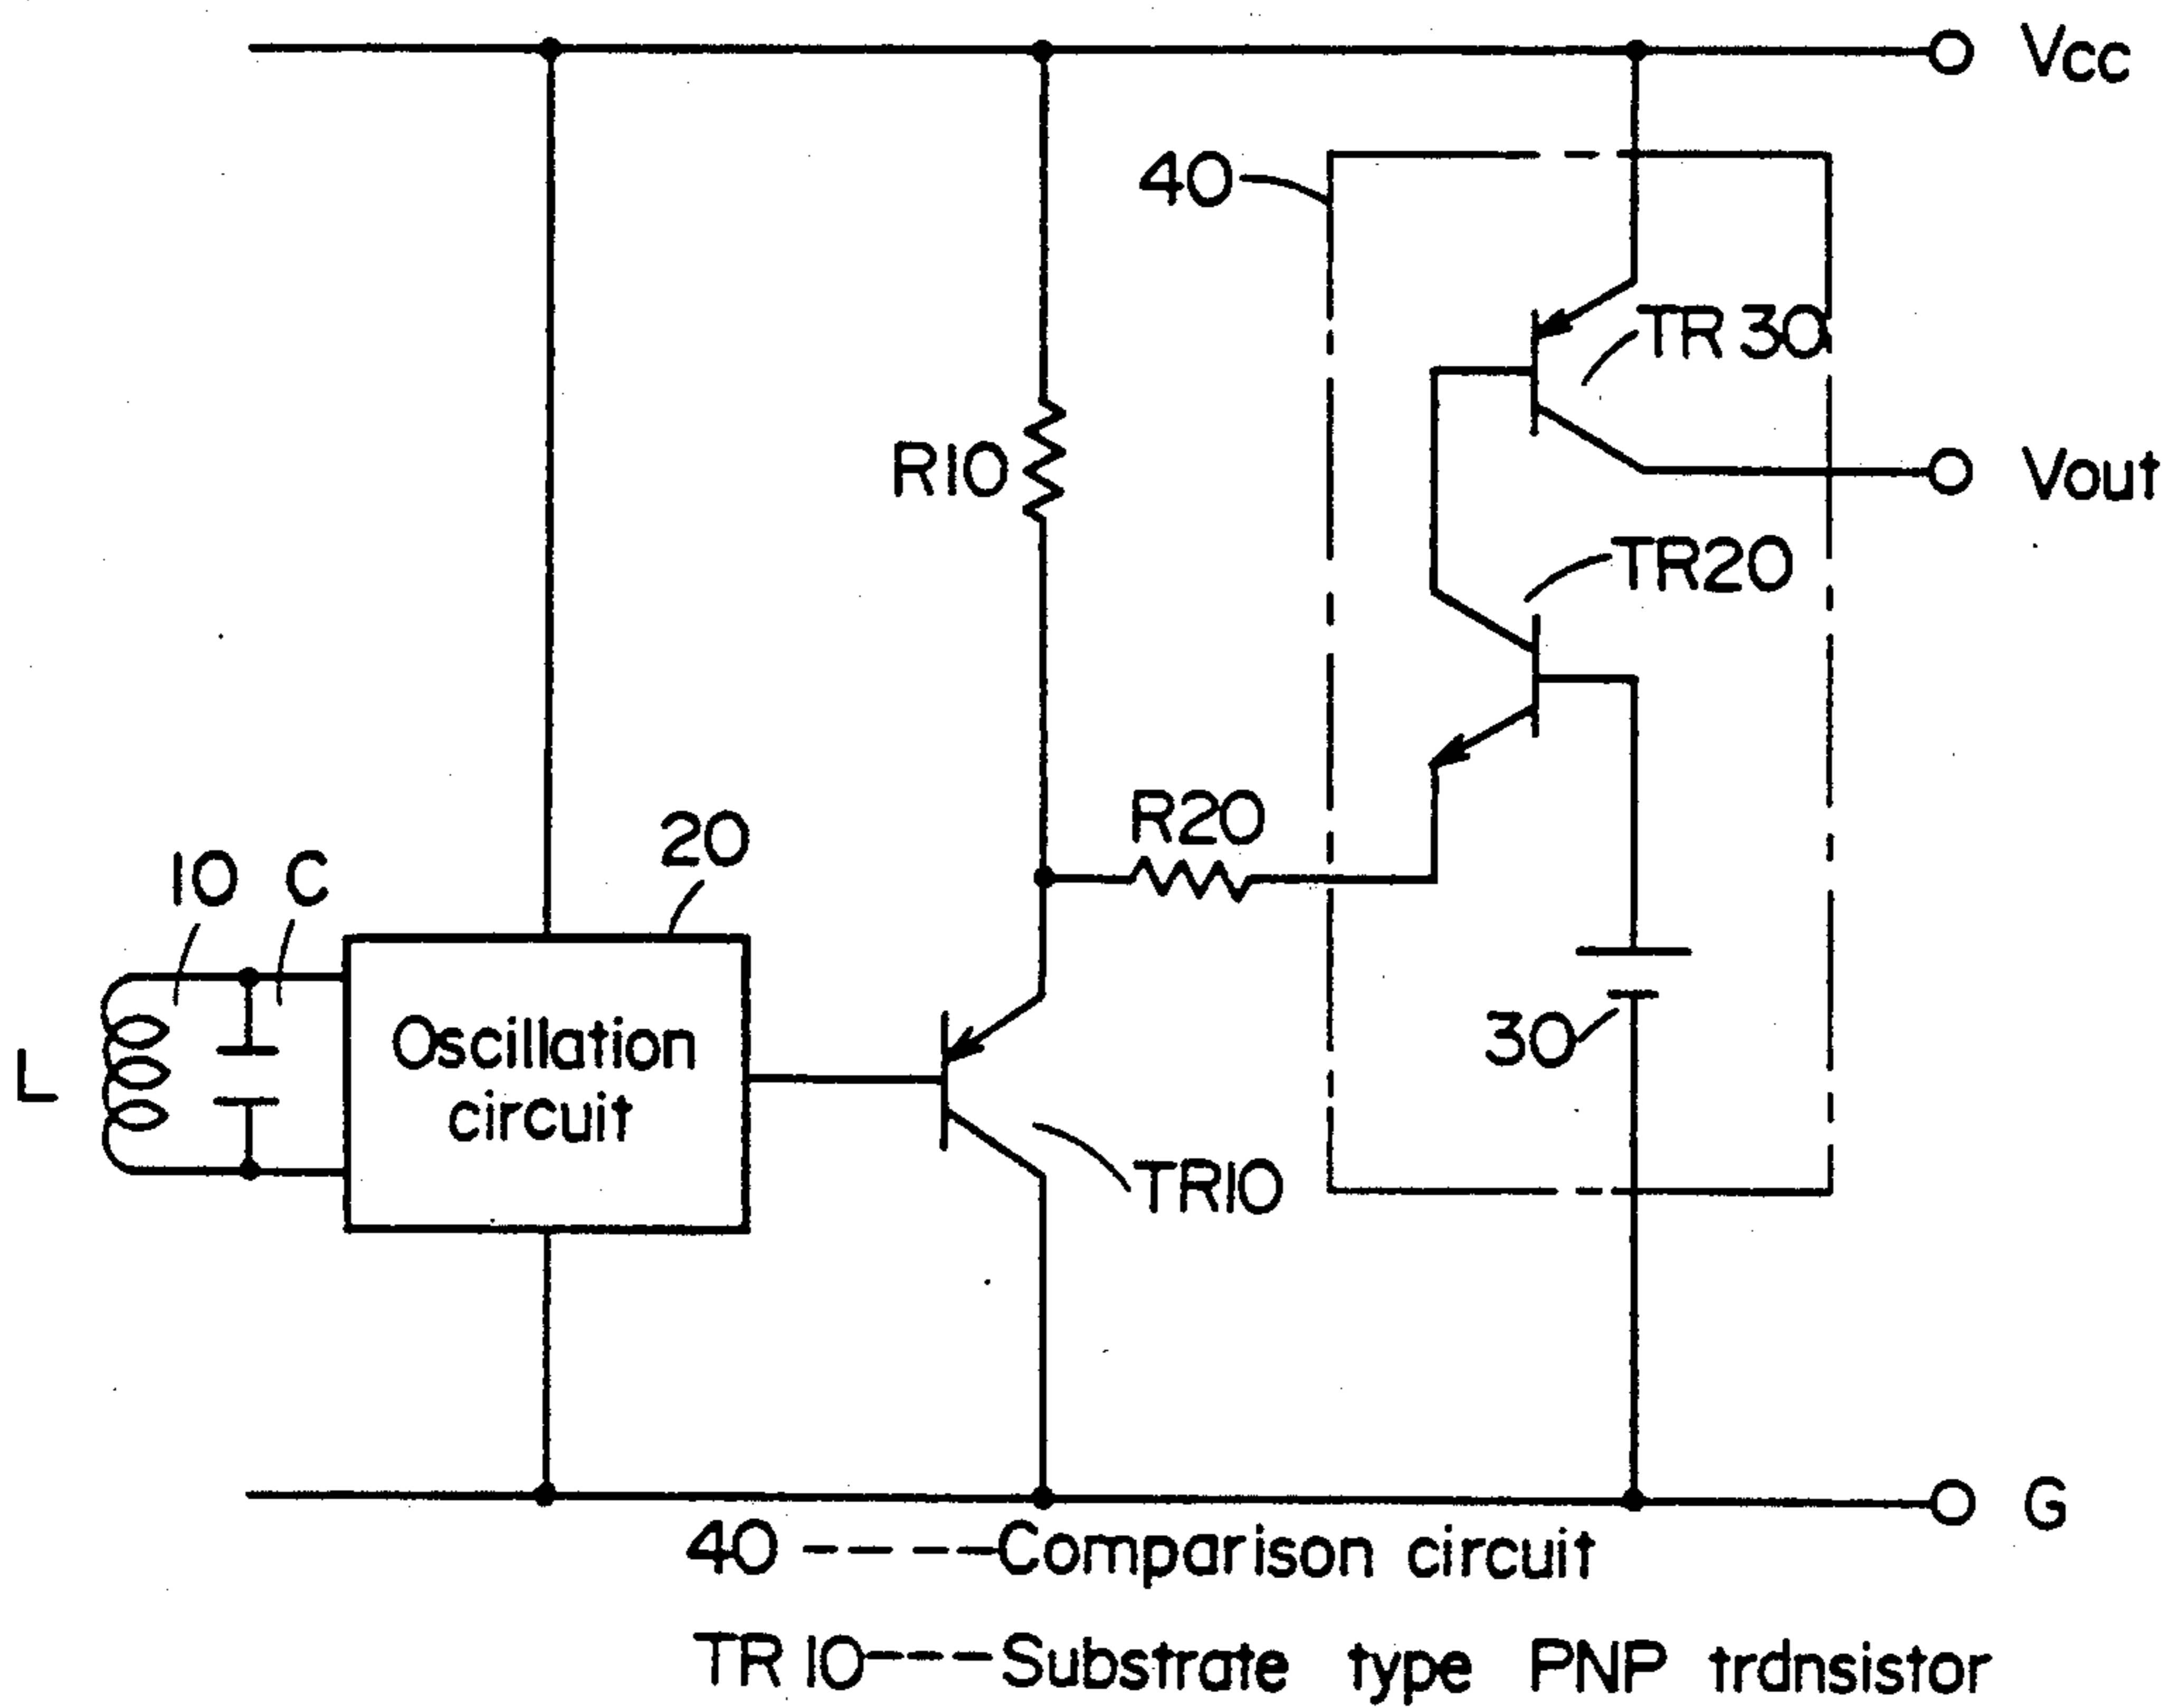 Vcc
40
TR 30
R10
Vout
TR20
R20
20
10 C
Oscillation
circuit
L
30
TR10
G
40 ---- Comparison circuit
TR 10---- Substrate type PNP trdnsistor